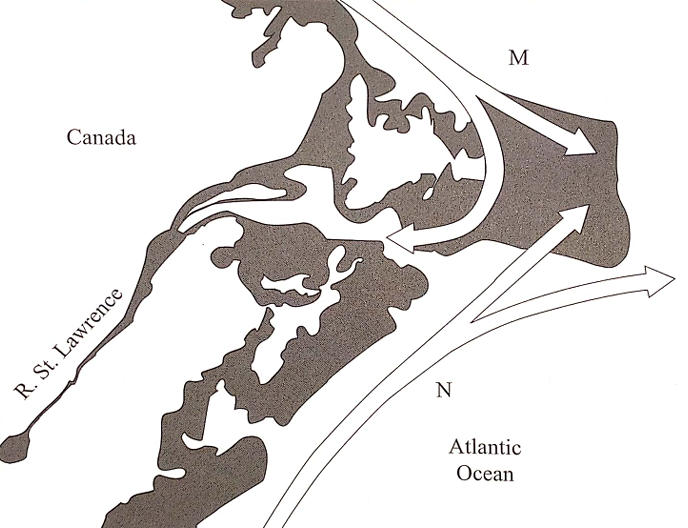 M
Canada
R. St. Lawrence
N
Atlantic
Ocean